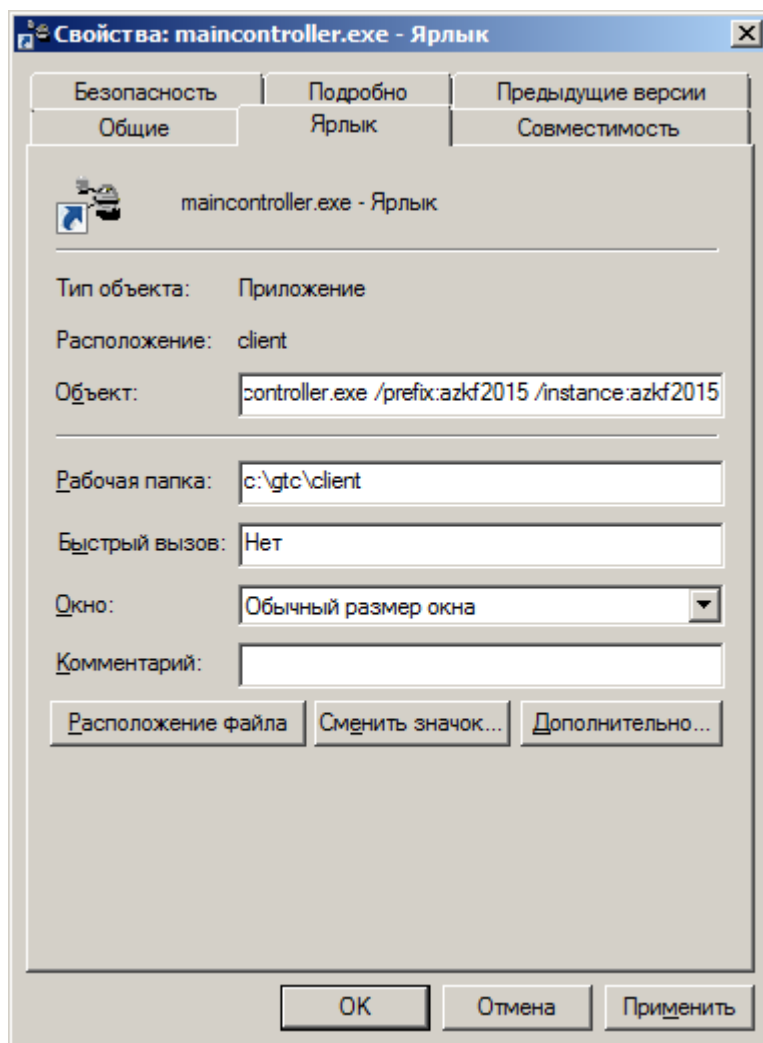 Свойства: maincontroller.exe - Ярлык
Безопасность Подробно Предыдущие версии
Общие Ярлык Совместимость
maincontroller.exe - Ярлык
Тип объекта: Приложение
Расположение: client
Объект: controller.exe /prefix:azkf2015 /instance:azkf2015
Рабочая папка: c:\gtc\client
Быстрый вызов: Нет
Окно: Обычный размер окна
Комментарий:
Расположение файла Сменить значок... Дополнительно...
OK Отмена Применить